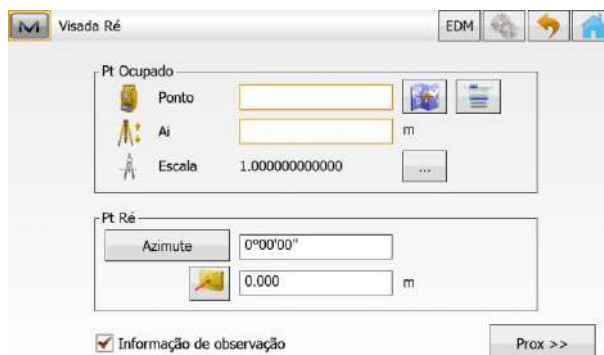 M Visada Ré EDM
Pt Ocupado
Ponto
Ai m
Escala 1.000000000000 ...
Pt Ré
Azimute 0°00'00"
0.000 m
Informação de observação Prox >>